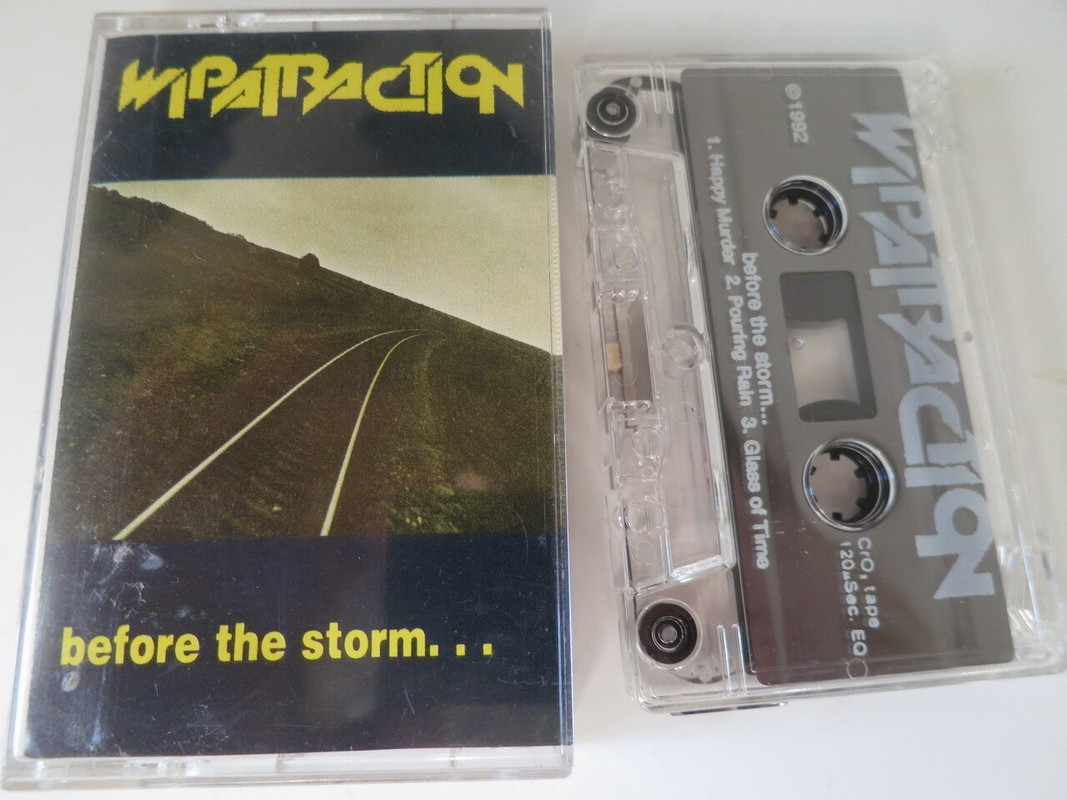 WIPATRACTION
before the storm. . .
WIPATRACTION
℗1992
before the storm...
1. Happy Murder 2. Pouring Rain 3. Glass of Time
CrO₂ tape
120µSec. EQ